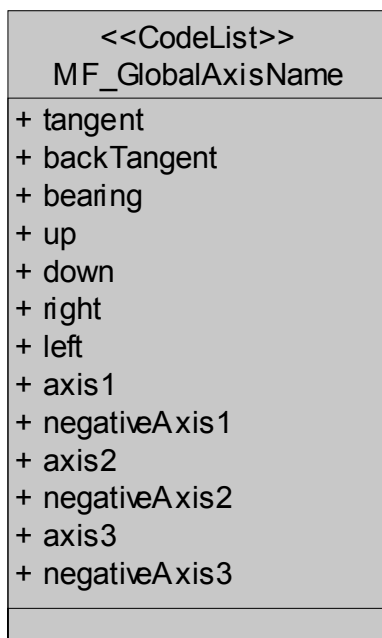 <<CodeList>>
MF_GlobalAxisName
+ tangent
+ backTangent
+ bearing
+ up
+ down
+ right
+ left
+ axis1
+ negativeAxis1
+ axis2
+ negativeAxis2
+ axis3
+ negativeAxis3